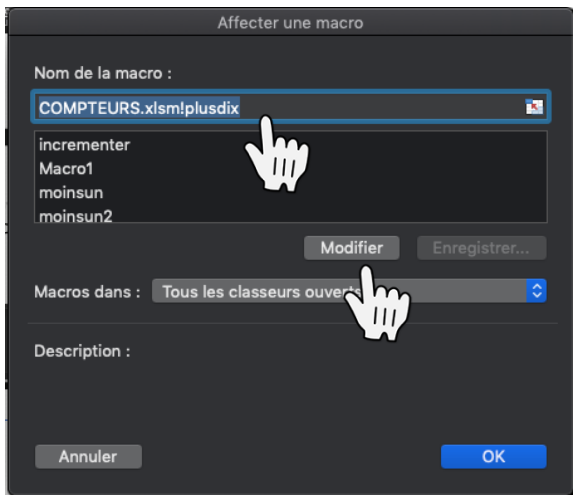 Affecter une macro
Nom de la macro :
COMPTEURS.xlsm!plusdix
incrementer
Macro1
moinsun
moinsun2
Modifier Enregistrer...
Macros dans : Tous les classeurs ouverts
Description :
Annuler OK